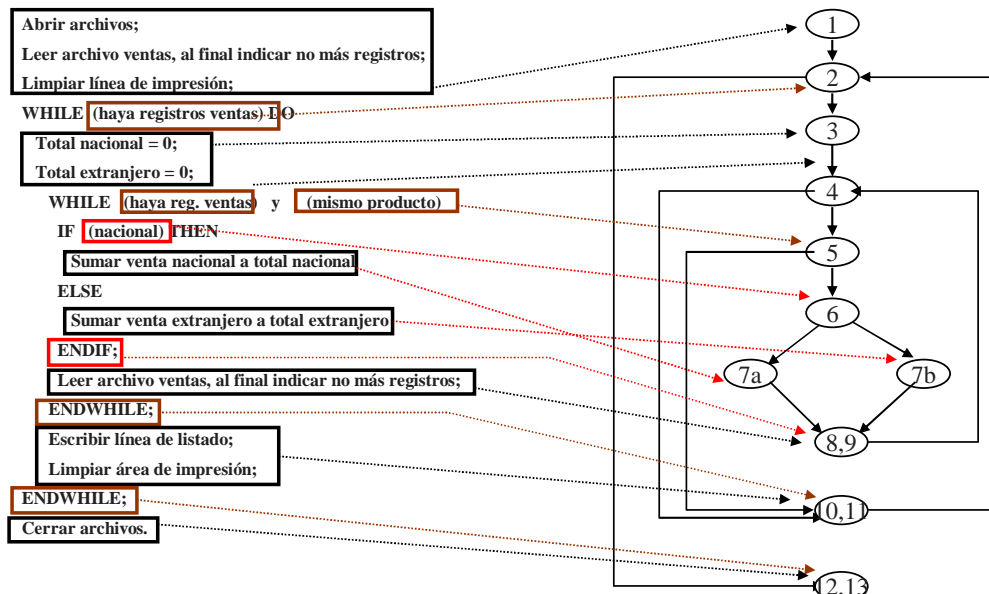 Abrir archivos;
Leer archivo ventas, al final indicar no más registros;
Limpiar línea de impresión;
WHILE (haya registros ventas) DO
Total nacional = 0;
Total extranjero = 0;
WHILE (haya reg. ventas) y (mismo producto)
IF (nacional) THEN
Sumar venta nacional a total nacional
ELSE
Sumar venta extranjero a total extranjero
ENDIF;
Leer archivo ventas, al final indicar no más registros;
ENDWHILE;
Escribir línea de listado;
Limpiar área de impresión;
ENDWHILE;
Cerrar archivos.
1
2
3
4
5
6
7a 7b
8,9
10,11
12,13